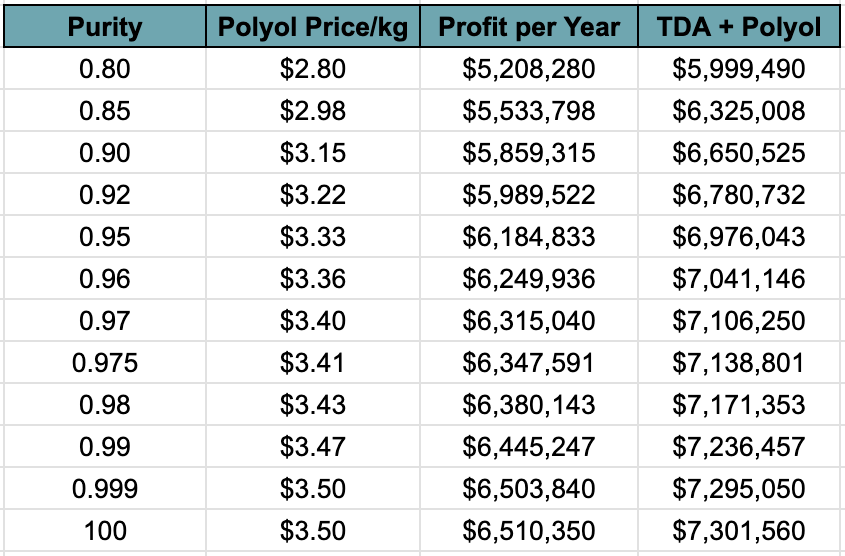 Purity Polyol Price/kg Profit per Year TDA + Polyol
0.80 $2.80 $5,208,280 $5,999,490
0.85 $2.98 $5,533,798 $6,325,008
0.90 $3.15 $5,859,315 $6,650,525
0.92 $3.22 $5,989,522 $6,780,732
0.95 $3.33 $6,184,833 $6,976,043
0.96 $3.36 $6,249,936 $7,041,146
0.97 $3.40 $6,315,040 $7,106,250
0.975 $3.41 $6,347,591 $7,138,801
0.98 $3.43 $6,380,143 $7,171,353
0.99 $3.47 $6,445,247 $7,236,457
0.999 $3.50 $6,503,840 $7,295,050
100 $3.50 $6,510,350 $7,301,560